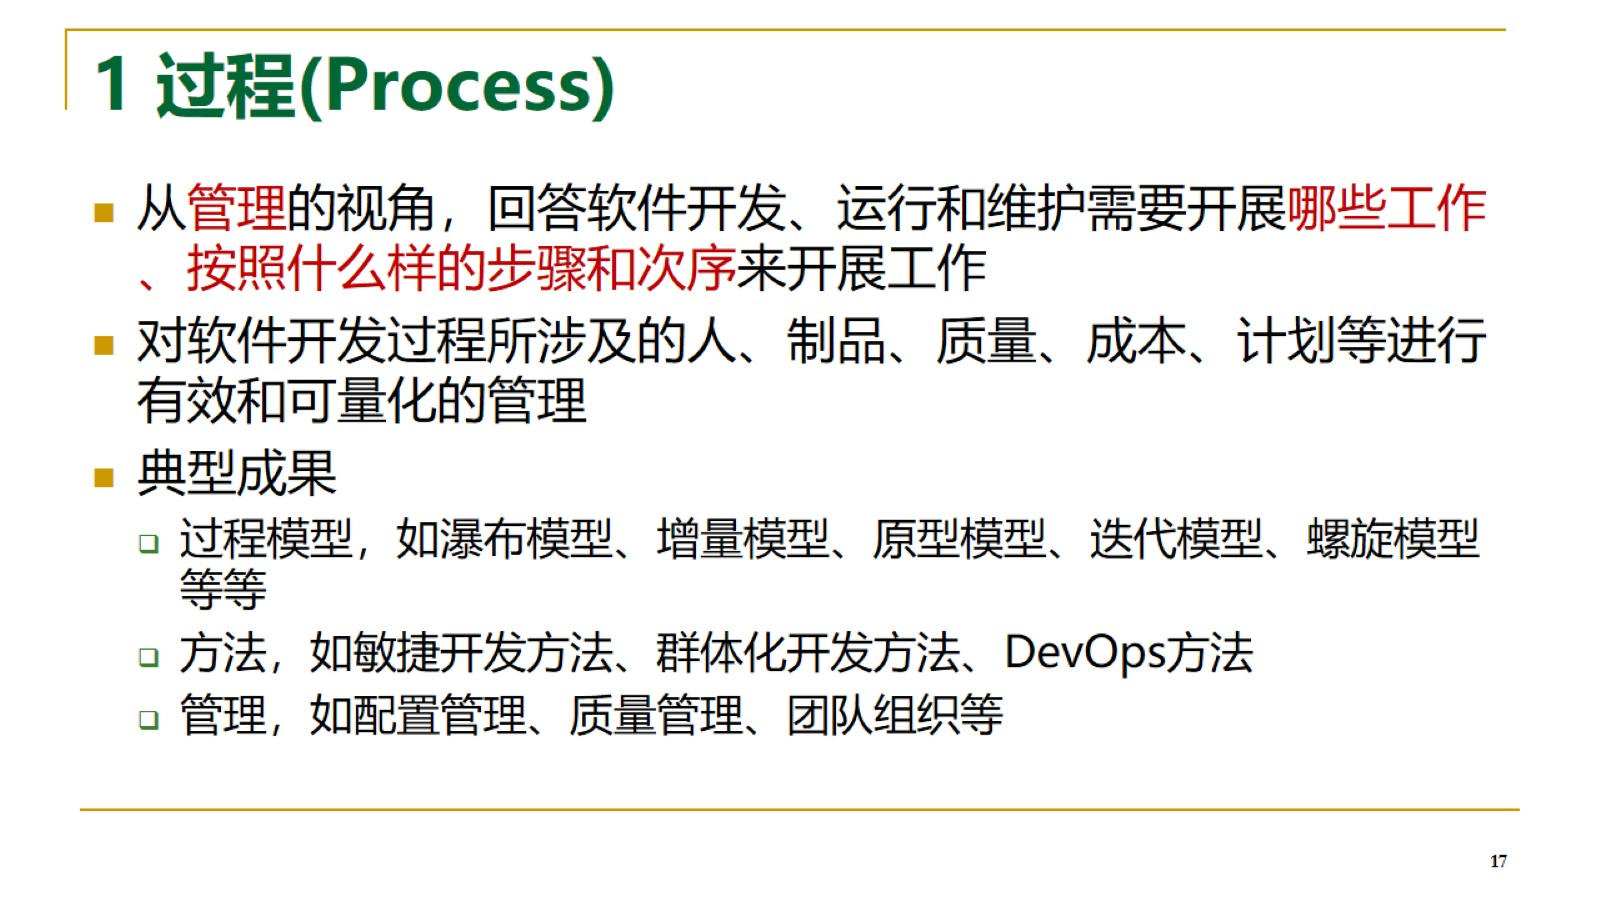 1 过程(Process)
从管理的视角，回答软件开发、运行和维护需要开展哪些工作
、按照什么样的步骤和次序来开展工作
对软件开发过程所涉及的人、制品、质量、成本、计划等进行
有效和可量化的管理
典型成果
过程模型，如瀑布模型、增量模型、原型模型、迭代模型、螺旋模型
等等
方法，如敏捷开发方法、群体化开发方法、DevOps方法
管理，如配置管理、质量管理、团队组织等
17